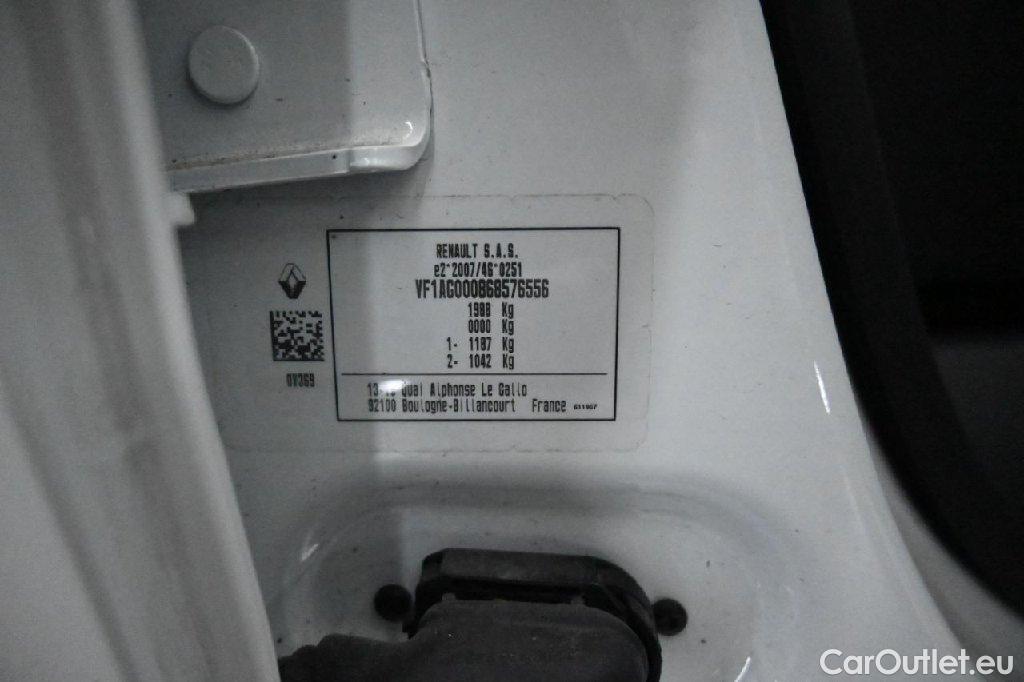 RENAULT S.A.S.
e2*2007/46*0251
VF1AG000868576556
1988 Kg
0000 Kg
1- 1187 Kg
2- 1042 Kg
0V369
Quai Alphonse Le Gallo
92100 Boulogne-Billancourt France
CarOutlet.eu